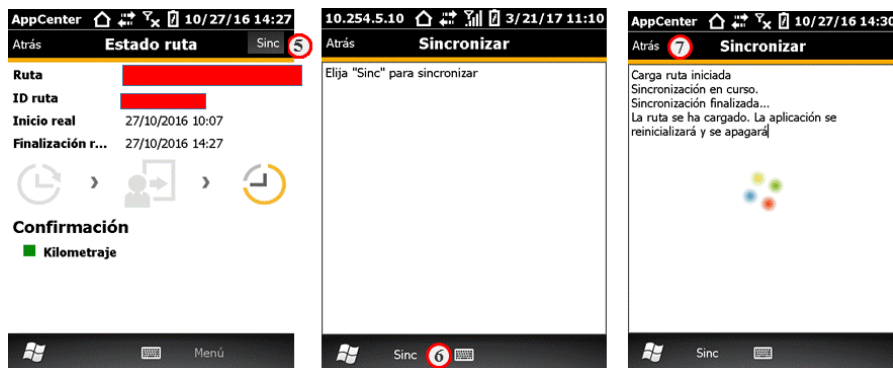 AppCenter 10/27/16 14:27
Atrás Estado ruta Sinc 5
Ruta
ID ruta
Inicio real 27/10/2016 10:07
Finalización r... 27/10/2016 14:27
Confirmación
Kilometraje
Menú
10.254.5.10 3/21/17 11:10
Atrás Sincronizar
Elija "Sinc" para sincronizar
Sinc 6
AppCenter 10/27/16 14:30
Atrás 7 Sincronizar
Carga ruta iniciada
Sincronización en curso.
Sincronización finalizada...
La ruta se ha cargado. La aplicación se
reinicializará y se apagará
Sinc